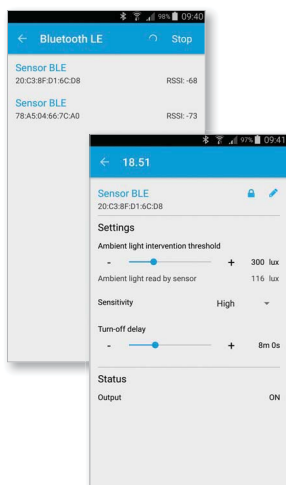 98% 09:40
Bluetooth LE Stop
Sensor BLE
20:C3:8F:D1:6C:D8 RSSI: -68
Sensor BLE
78:A5:04:66:7C:A0 RSSI: -73
97% 09:41
18.51
Sensor BLE
20:C3:8F:D1:6C:D8
Settings
Ambient light intervention threshold
- + 300 lux
Ambient light read by sensor 116 lux
Sensitivity High
Turn-off delay
- + 8m 0s
Status
Output ON